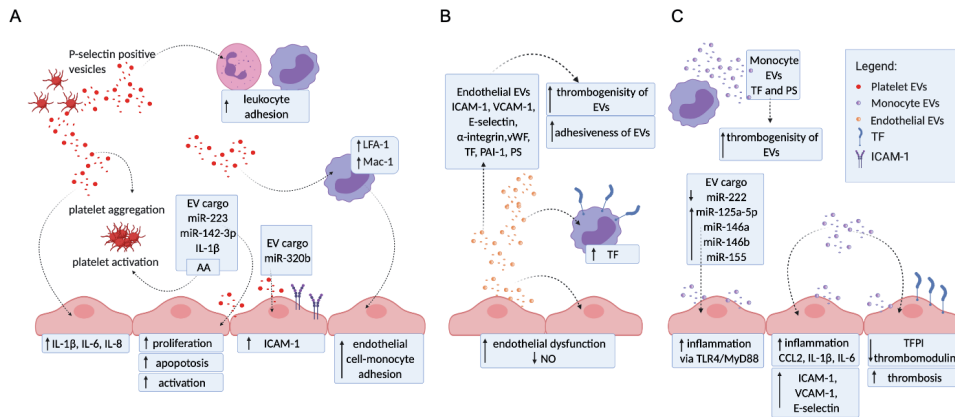 A
P-selectin positive
vesicles
↑ leukocyte
adhesion
↑ LFA-1
↑ Mac-1
platelet aggregation
platelet activation
EV cargo
miR-223
miR-142-3p
IL-1β
AA
EV cargo
miR-320b
↑ IL-1β, IL-6, IL-8
↑ proliferation
↑ apopotosis
↑ activation
↑ ICAM-1
↑ endothelial
cell-monocyte
adhesion
B
Endothelial EVs
ICAM-1, VCAM-1,
E-selectin,
α-integrin,vWF,
TF, PAI-1, PS
↑ thrombogenisity of
EVs
↑ adhesiveness of EVs
↑ TF
↑ endothelial dysfunction
↓ NO
C
Monocyte
EVs
TF and PS
↑ thrombogenisity of
EVs
EV cargo
↓ miR-222
↑ miR-125a-5p
miR-146a
miR-146b
miR-155
↑ inflammation
via TLR4/MyD88
↑ inflammation
CCL2, IL-1β, IL-6
↑ ICAM-1,
VCAM-1,
E-selectin
↓ TFPI
thrombomodulin
↑ thrombosis
Legend:
Platelet EVs
Monocyte EVs
Endothelial EVs
TF
ICAM-1